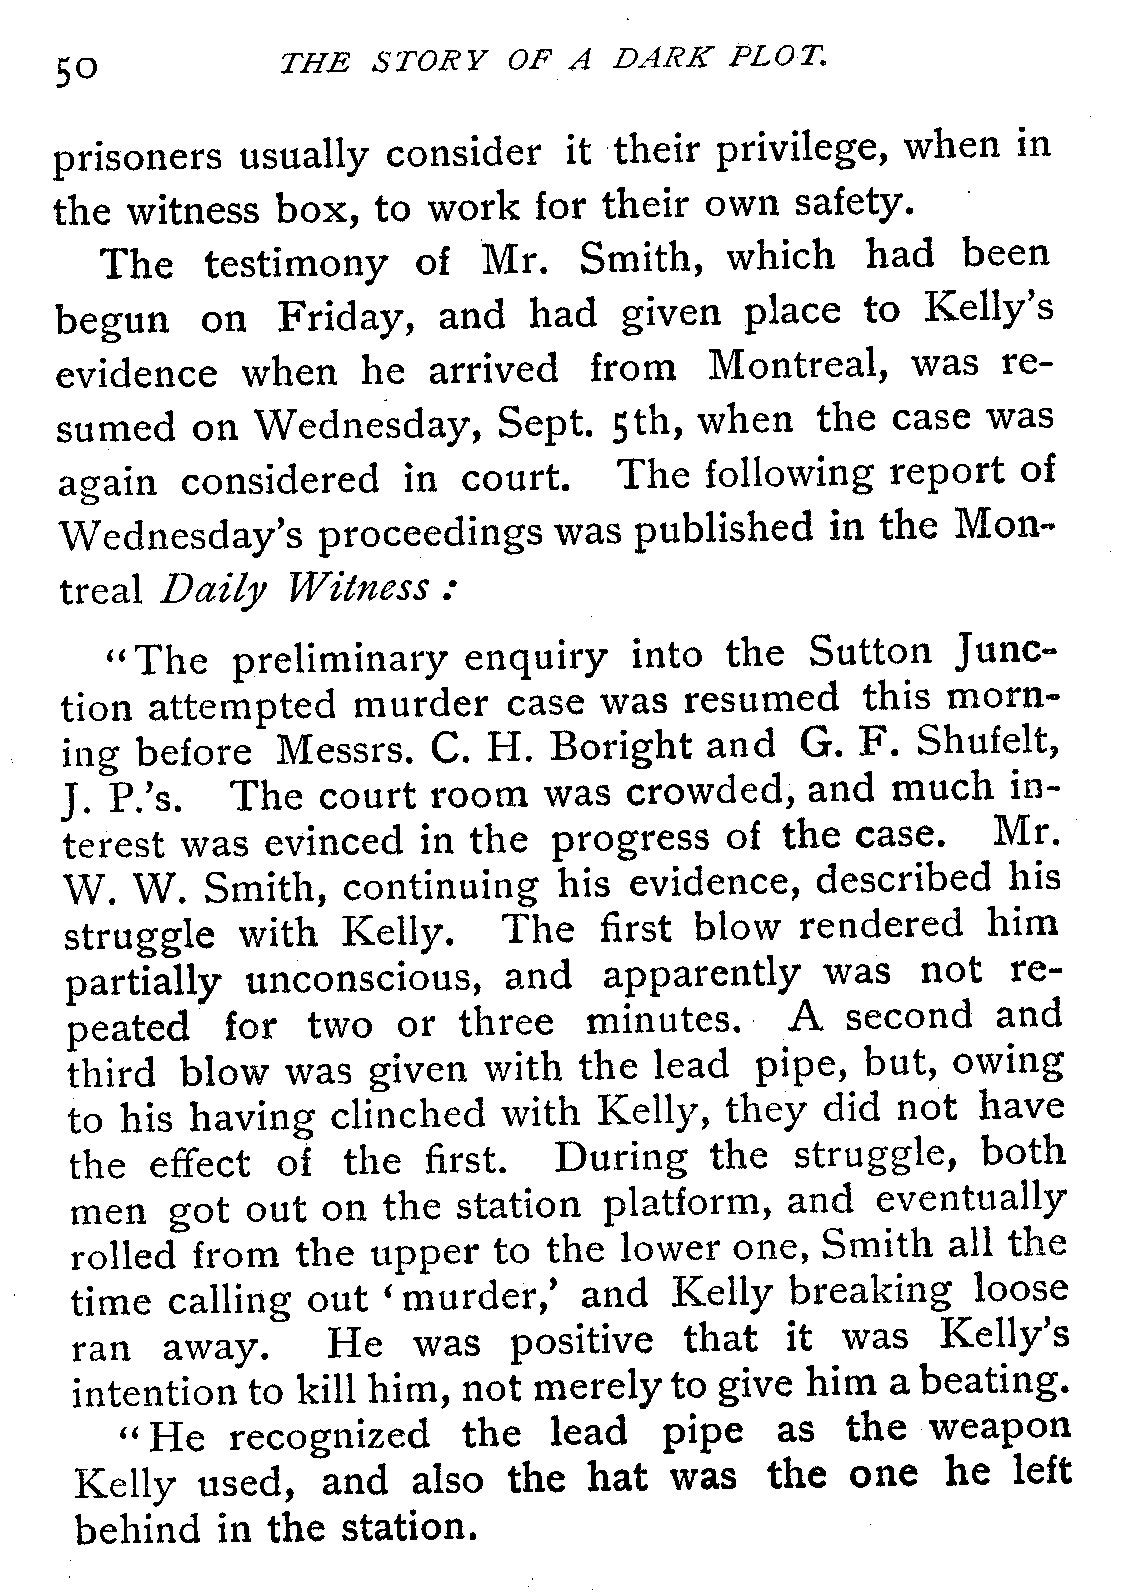 50 THE STORY OF A DARK PLOT.
prisoners usually consider it their privilege, when in
the witness box, to work for their own safety.
The testimony of Mr. Smith, which had been
begun on Friday, and had given place to Kelly's
evidence when he arrived from Montreal, was re-
sumed on Wednesday, Sept. 5th, when the case was
again considered in court. The following report of
Wednesday's proceedings was published in the Mon-
treal Daily Witness :
“The preliminary enquiry into the Sutton Junc-
tion attempted murder case was resumed this morn-
ing before Messrs. C. H. Boright and G. F. Shufelt,
J. P.'s. The court room was crowded, and much in-
terest was evinced in the progress of the case. Mr.
W. W. Smith, continuing his evidence, described his
struggle with Kelly. The first blow rendered him
partially unconscious, and apparently was not re-
peated for two or three minutes. A second and
third blow was given with the lead pipe, but, owing
to his having clinched with Kelly, they did not have
the effect of the first. During the struggle, both
men got out on the station platform, and eventually
rolled from the upper to the lower one, Smith all the
time calling out ‘murder,’ and Kelly breaking loose
ran away. He was positive that it was Kelly's
intention to kill him, not merely to give him a beating.
“He recognized the lead pipe as the weapon
Kelly used, and also the hat was the one he left
behind in the station.